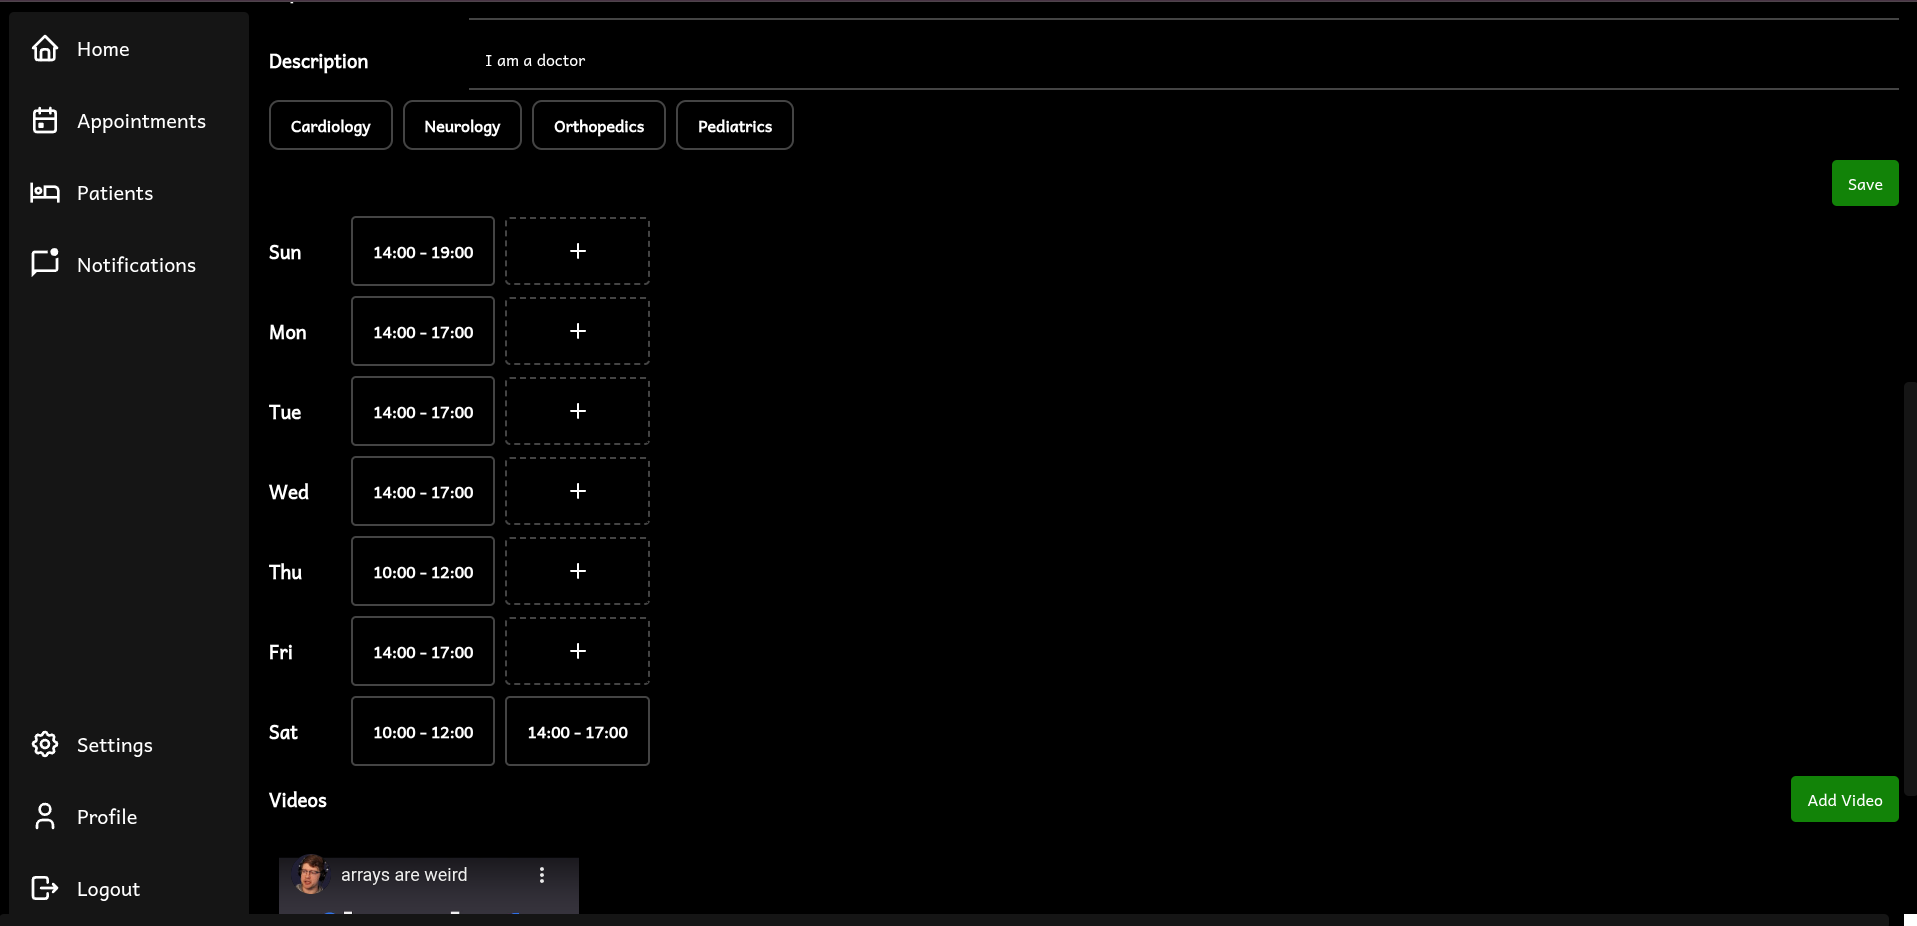 Home
Appointments
Patients
Notifications
Settings
Profile
Logout
Description
I am a doctor
Cardiology
Neurology
Orthopedics
Pediatrics
Save
Sun
14:00 - 19:00
+
Mon
14:00 - 17:00
+
Tue
14:00 - 17:00
+
Wed
14:00 - 17:00
+
Thu
10:00 - 12:00
+
Fri
14:00 - 17:00
+
Sat
10:00 - 12:00
14:00 - 17:00
Videos
Add Video
arrays are weird